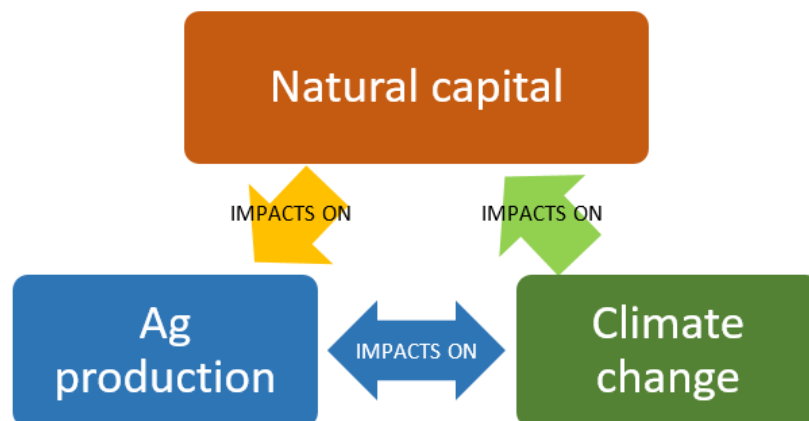 Natural capital
IMPACTS ON
IMPACTS ON
Ag
production
IMPACTS ON
Climate
change